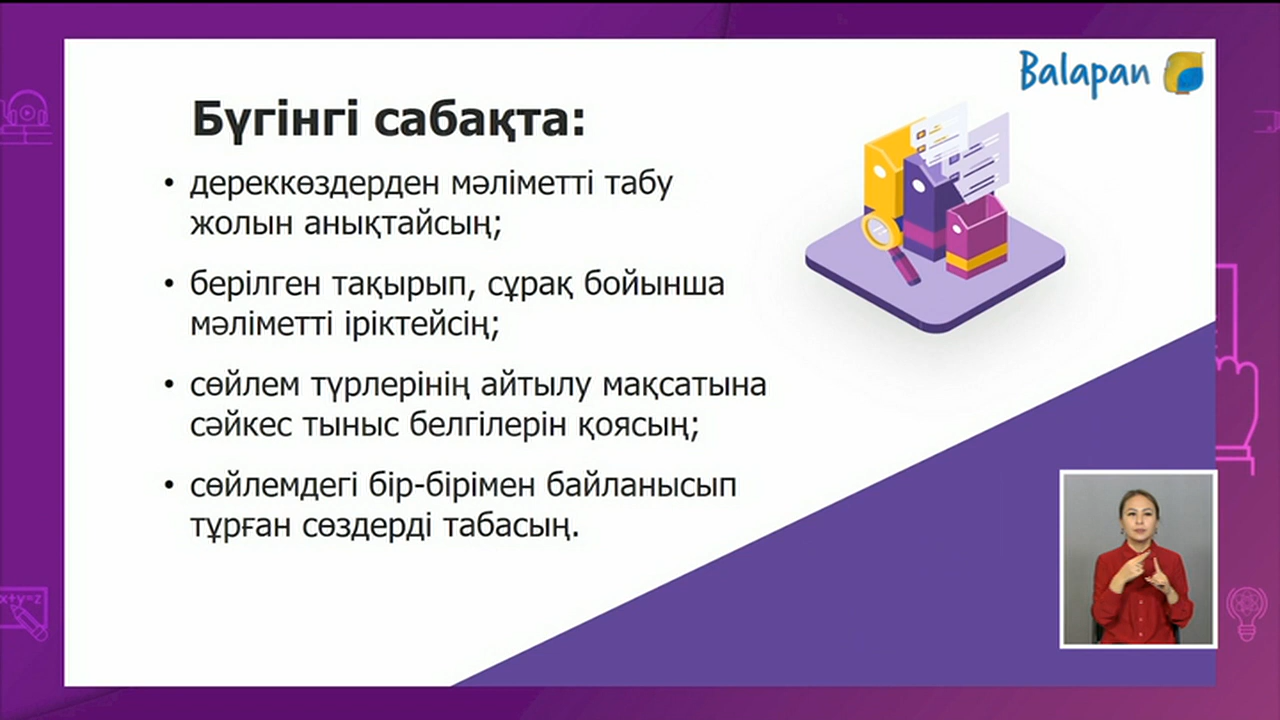 Balapan
Бүгінгі сабақта:
• дереккөздерден мәліметті табу
жолын анықтайсың;
• берілген тақырып, сұрақ бойынша
мәліметті іріктейсің;
• сөйлем түрлерінің айтылу мақсатына
сәйкес тыныс белгілерін қоясың;
• сөйлемдегі бір-бірімен байланысып
тұрған сөздерді табасың.
x+y=z